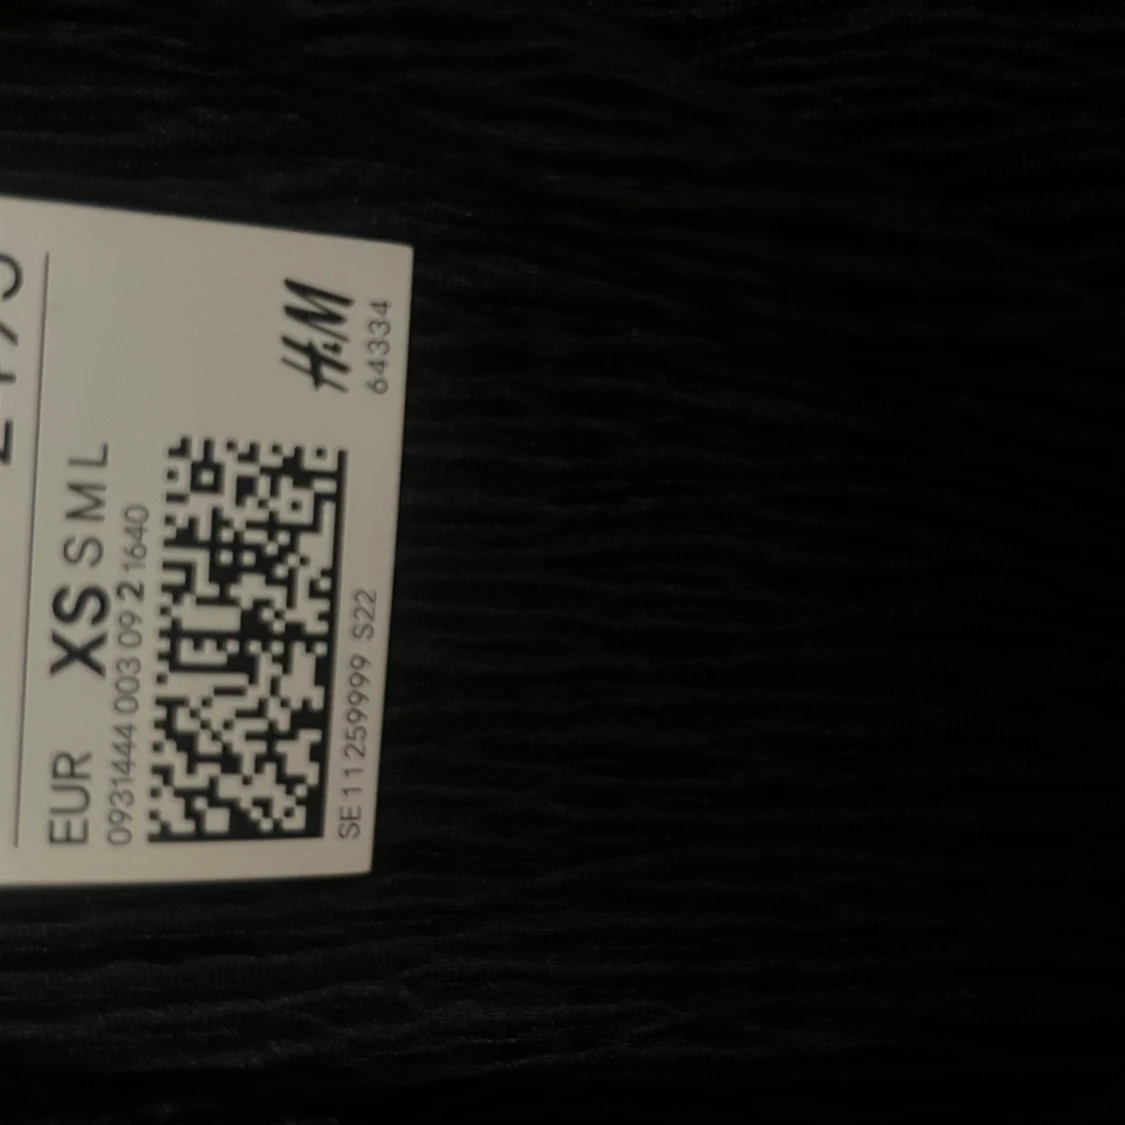 EUR XS S M L
0931444 003 09 2 1640
H&M
SE 11 259999 S22
64334